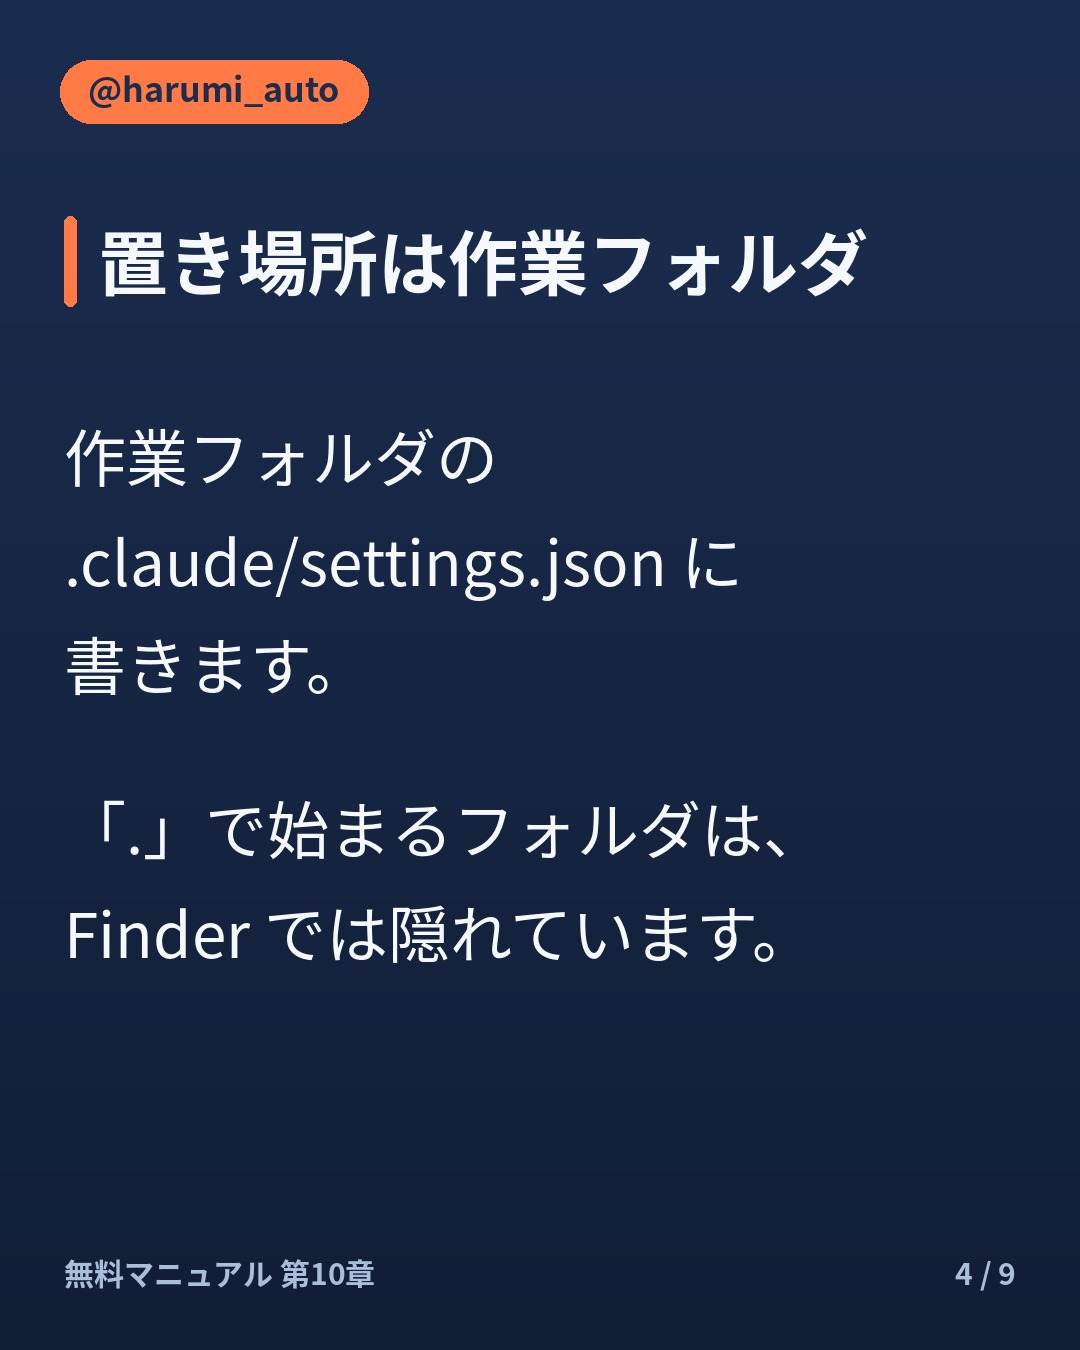 @harumi_auto
置き場所は作業フォルダ
作業フォルダの
.claude/settings.json に
書きます。
「.」で始まるフォルダは、
Finder では隠れています。
無料マニュアル 第10章
4 / 9